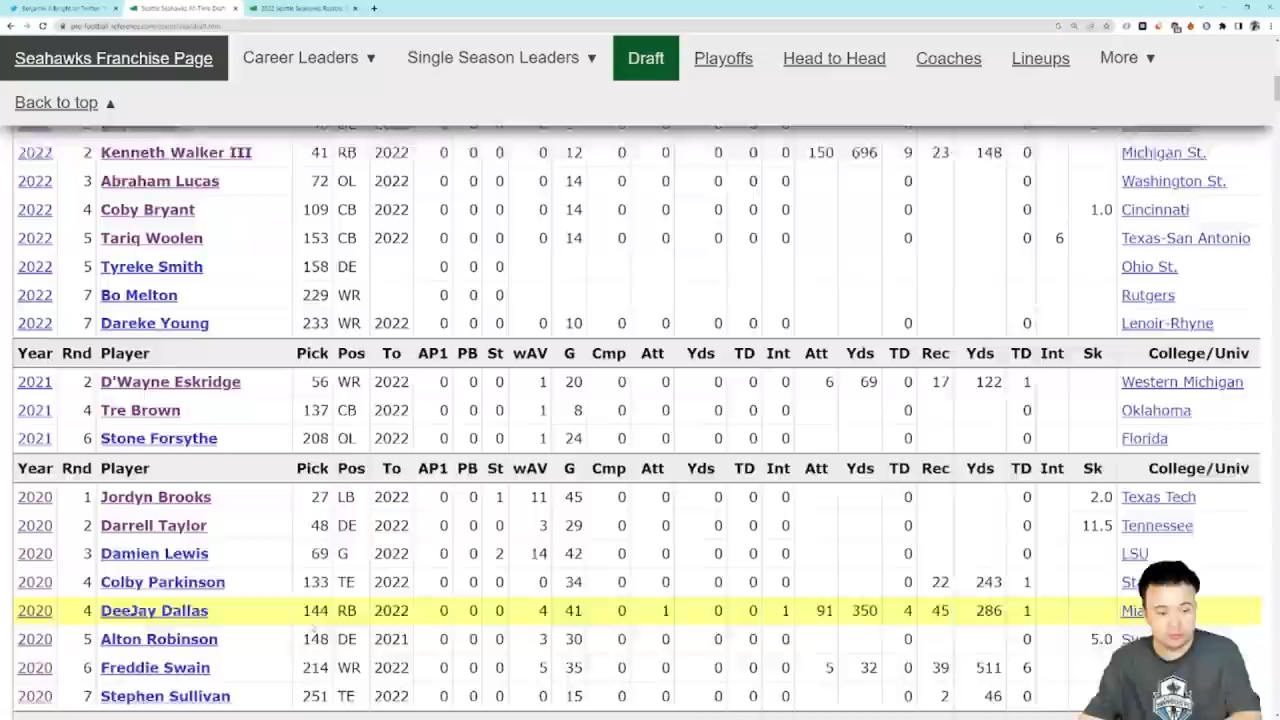 Seattle Seahawks All-Time Draft
2022 Seattle Seahawks Rosters
Seahawks Franchise Page Career Leaders ▼ Single Season Leaders ▼ Draft Playoffs Head to Head Coaches Lineups More ▼
Back to top ▲
2022 2 Kenneth Walker III 41 RB 2022 0 0 0 0 12 0 0 0 0 0 150 696 9 23 148 0 Michigan St.
2022 3 Abraham Lucas 72 OL 2022 0 0 0 0 14 0 0 0 0 0 0 0 Washington St.
2022 4 Coby Bryant 109 CB 2022 0 0 0 0 14 0 0 0 0 0 0 0 1.0 Cincinnati
2022 5 Tariq Woolen 153 CB 2022 0 0 0 0 14 0 0 0 0 0 0 0 6 Texas-San Antonio
2022 5 Tyreke Smith 158 DE 0 0 0 Ohio St.
2022 7 Bo Melton 229 WR 0 0 0 Rutgers
2022 7 Dareke Young 233 WR 2022 0 0 0 0 10 0 0 0 0 0 0 0 Lenoir-Rhyne
Year Rnd Player Pick Pos To AP1 PB St wAV G Cmp Att Yds TD Int Att Yds TD Rec Yds TD Int Sk College/Univ
2021 2 D'Wayne Eskridge 56 WR 2022 0 0 0 1 20 0 0 0 0 0 6 69 0 17 122 1 Western Michigan
2021 4 Tre Brown 137 CB 2022 0 0 0 1 8 0 0 0 0 0 0 0 Oklahoma
2021 6 Stone Forsythe 208 OL 2022 0 0 0 1 24 0 0 0 0 0 0 0 Florida
Year Rnd Player Pick Pos To AP1 PB St wAV G Cmp Att Yds TD Int Att Yds TD Rec Yds TD Int Sk College/Univ
2020 1 Jordyn Brooks 27 LB 2022 0 0 1 11 45 0 0 0 0 0 0 0 2.0 Texas Tech
2020 2 Darrell Taylor 48 DE 2022 0 0 0 3 29 0 0 0 0 0 0 0 11.5 Tennessee
2020 3 Damien Lewis 69 G 2022 0 0 2 14 42 0 0 0 0 0 0 0 LSU
2020 4 Colby Parkinson 133 TE 2022 0 0 0 0 34 0 0 0 0 0 0 22 243 1 St
2020 4 DeeJay Dallas 144 RB 2022 0 0 0 4 41 0 1 0 0 1 91 350 4 45 286 1 Mia
2020 5 Alton Robinson 148 DE 2021 0 0 0 3 30 0 0 0 0 0 0 0 5.0
2020 6 Freddie Swain 214 WR 2022 0 0 0 5 35 0 0 0 0 0 5 32 0 39 511 6
2020 7 Stephen Sullivan 251 TE 2022 0 0 0 0 15 0 0 0 0 0 0 2 46 0